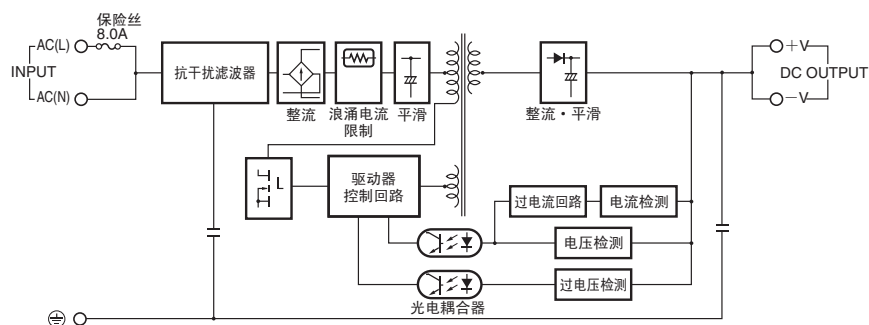 保险丝
8.0A
AC(L)
INPUT
AC(N)
抗干扰滤波器
整流
浪涌电流
限制
平滑
整流・平滑
+V
DC OUTPUT
-V
驱动器
控制回路
过电流回路
电流检测
电压检测
过电压检测
光电耦合器